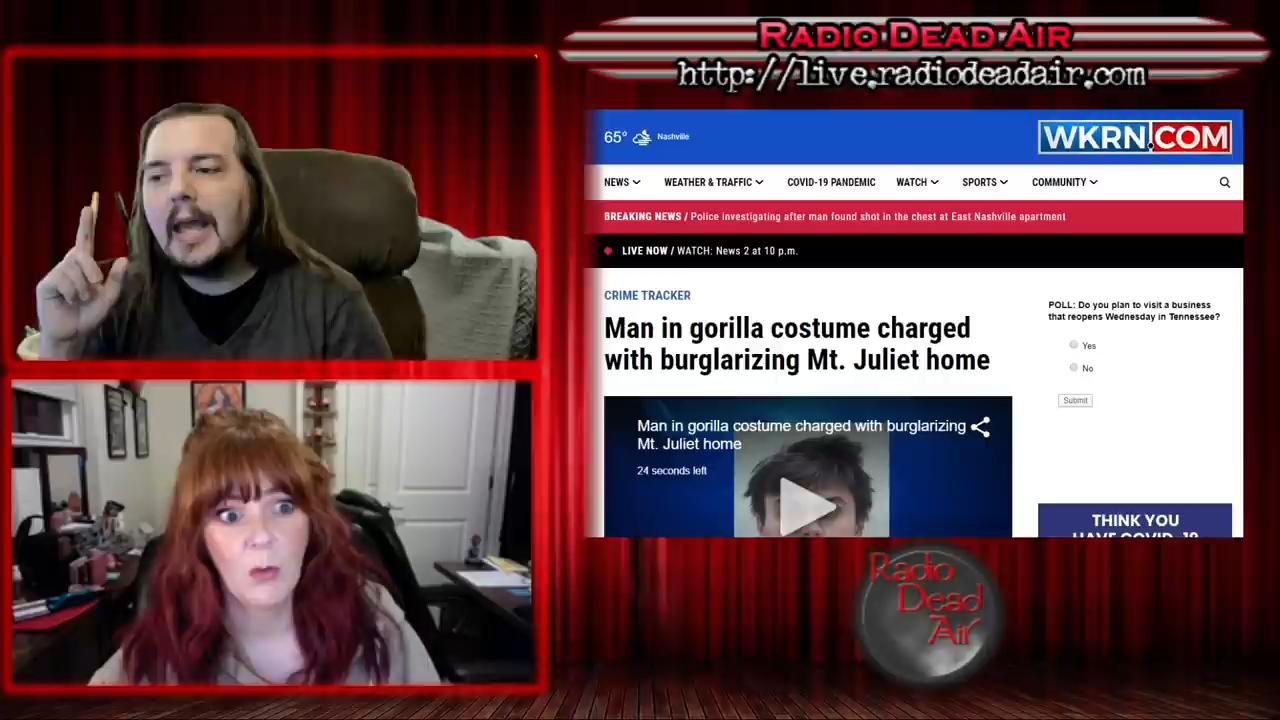 RADIO DEAD AIR
http://live.radiodeadair.com
65°
Nashville
WKRN.COM
NEWS
WEATHER & TRAFFIC
COVID-19 PANDEMIC
WATCH
SPORTS
COMMUNITY
BREAKING NEWS / Police investigating after man found shot in the chest at East Nashville apartment
LIVE NOW / WATCH: News 2 at 10 p.m.
CRIME TRACKER
Man in gorilla costume charged
with burglarizing Mt. Juliet home
POLL: Do you plan to visit a business
that reopens Wednesday in Tennessee?
Yes
No
Submit
Man in gorilla costume charged with burglarizing
Mt. Juliet home
24 seconds left
THINK YOU
HAVE COVID-19
Radio
Dead
Air